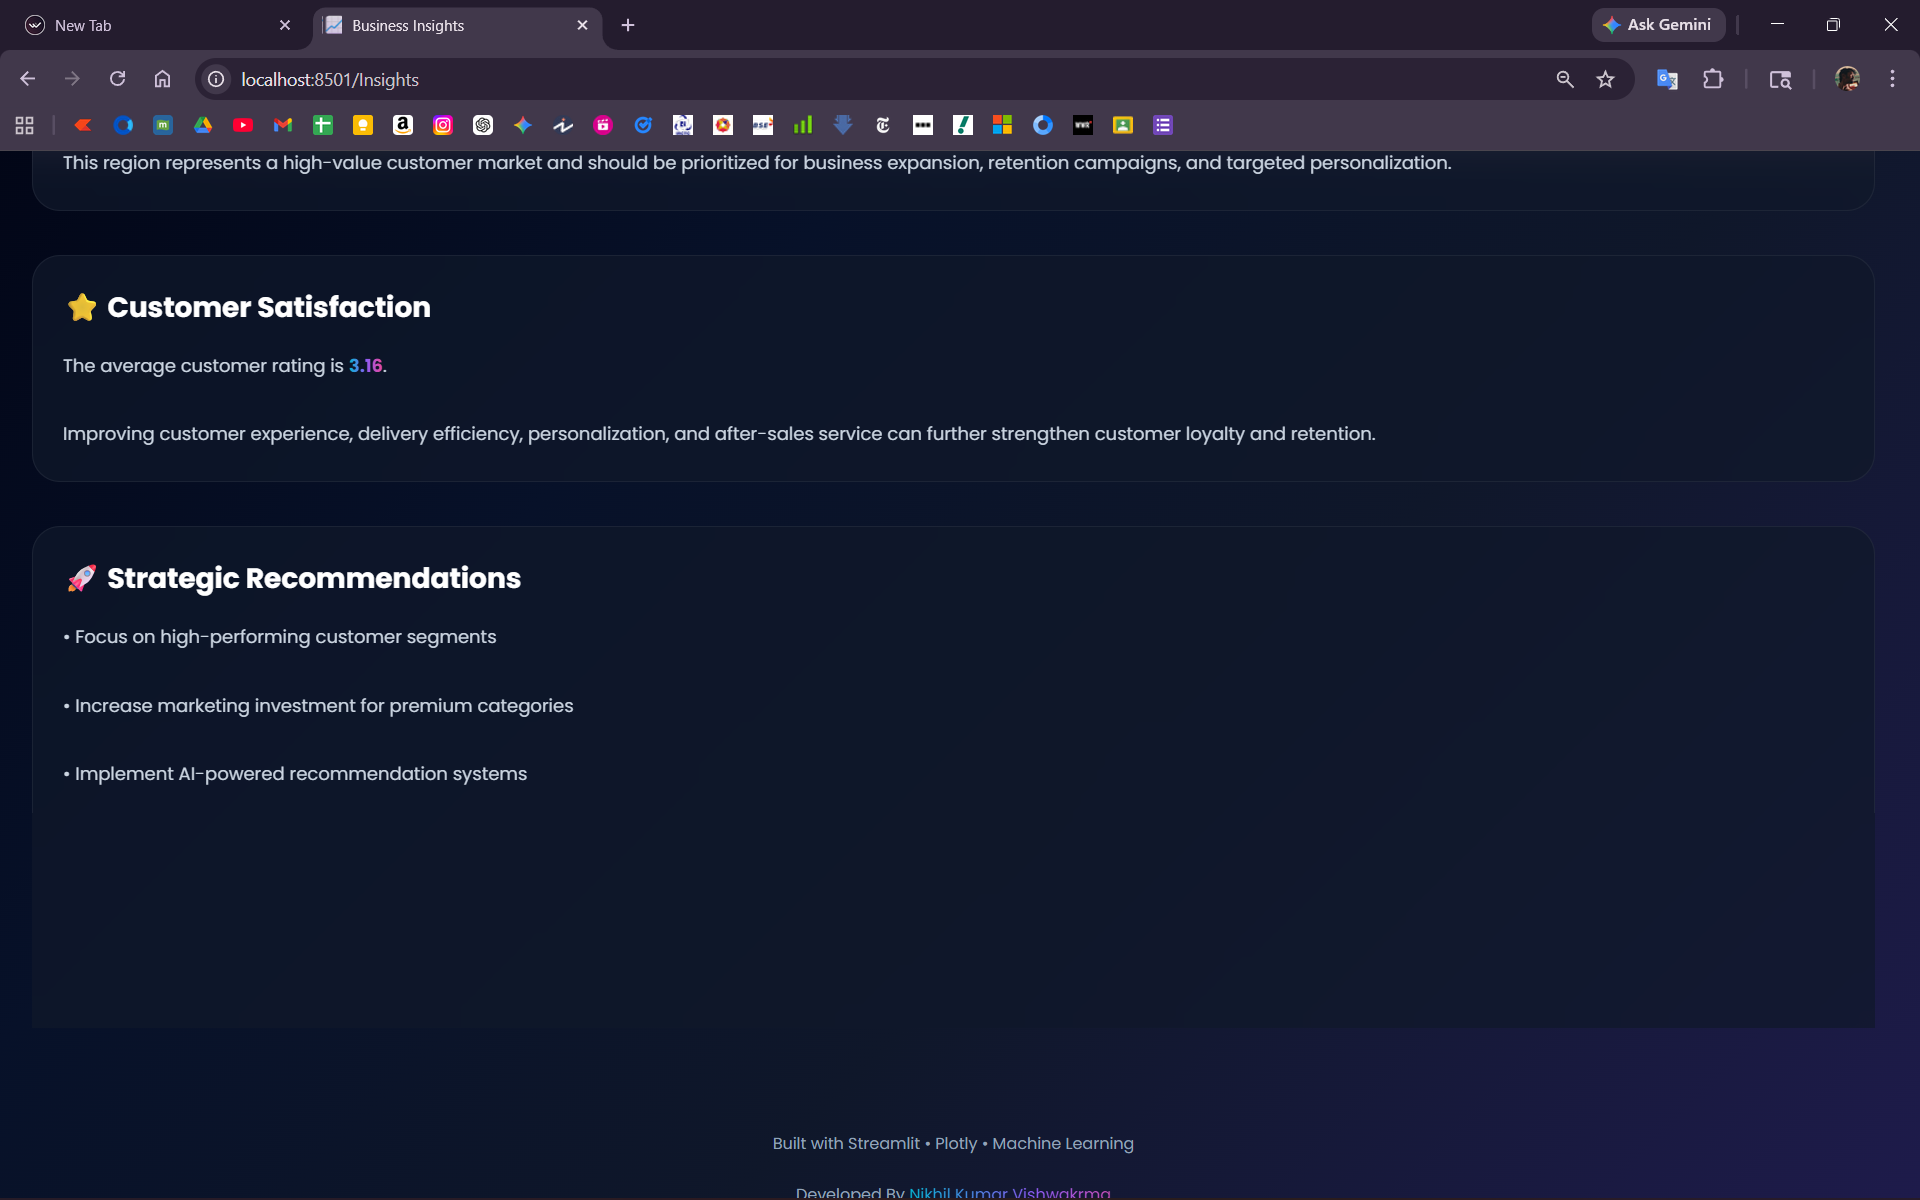 New Tab
Business Insights
Ask Gemini
localhost:8501/Insights
This region represents a high-value customer market and should be prioritized for business expansion, retention campaigns, and targeted personalization.
⭐ Customer Satisfaction
The average customer rating is 3.16.
Improving customer experience, delivery efficiency, personalization, and after-sales service can further strengthen customer loyalty and retention.
🚀 Strategic Recommendations
• Focus on high-performing customer segments
• Increase marketing investment for premium categories
• Implement AI-powered recommendation systems
Built with Streamlit • Plotly • Machine Learning
Developed By Nikhil Kumar Vishwakrma